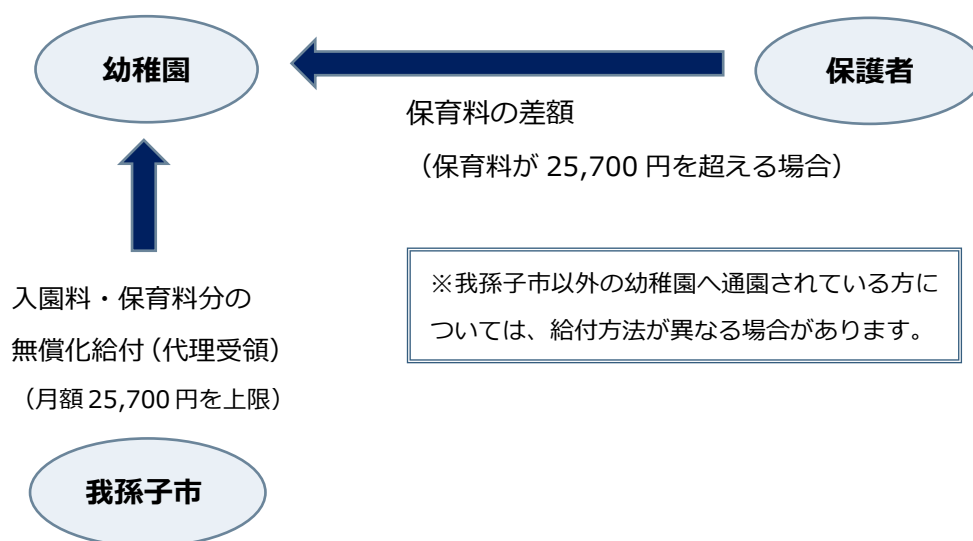 幼稚園
保護者
保育料の差額
（保育料が 25,700 円を超える場合）
入園料・保育料分の
無償化給付（代理受領）
（月額 25,700 円を上限）
※我孫子市以外の幼稚園へ通園されている方に
ついては、給付方法が異なる場合があります。
我孫子市